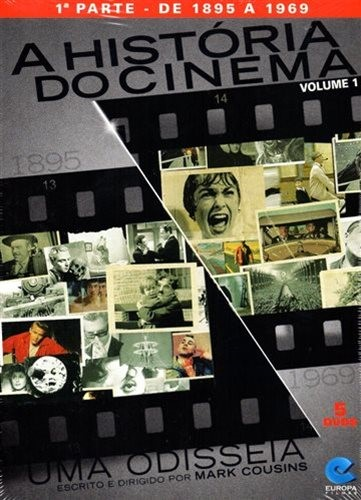 1ª PARTE - DE 1895 A 1969
A HISTÓRIA
DO CINEMA
VOLUME 1
14
1895
13
1969
5
DVDS
UMA ODISSEIA
ESCRITO E DIRIGIDO POR MARK COUSINS
EUROPA